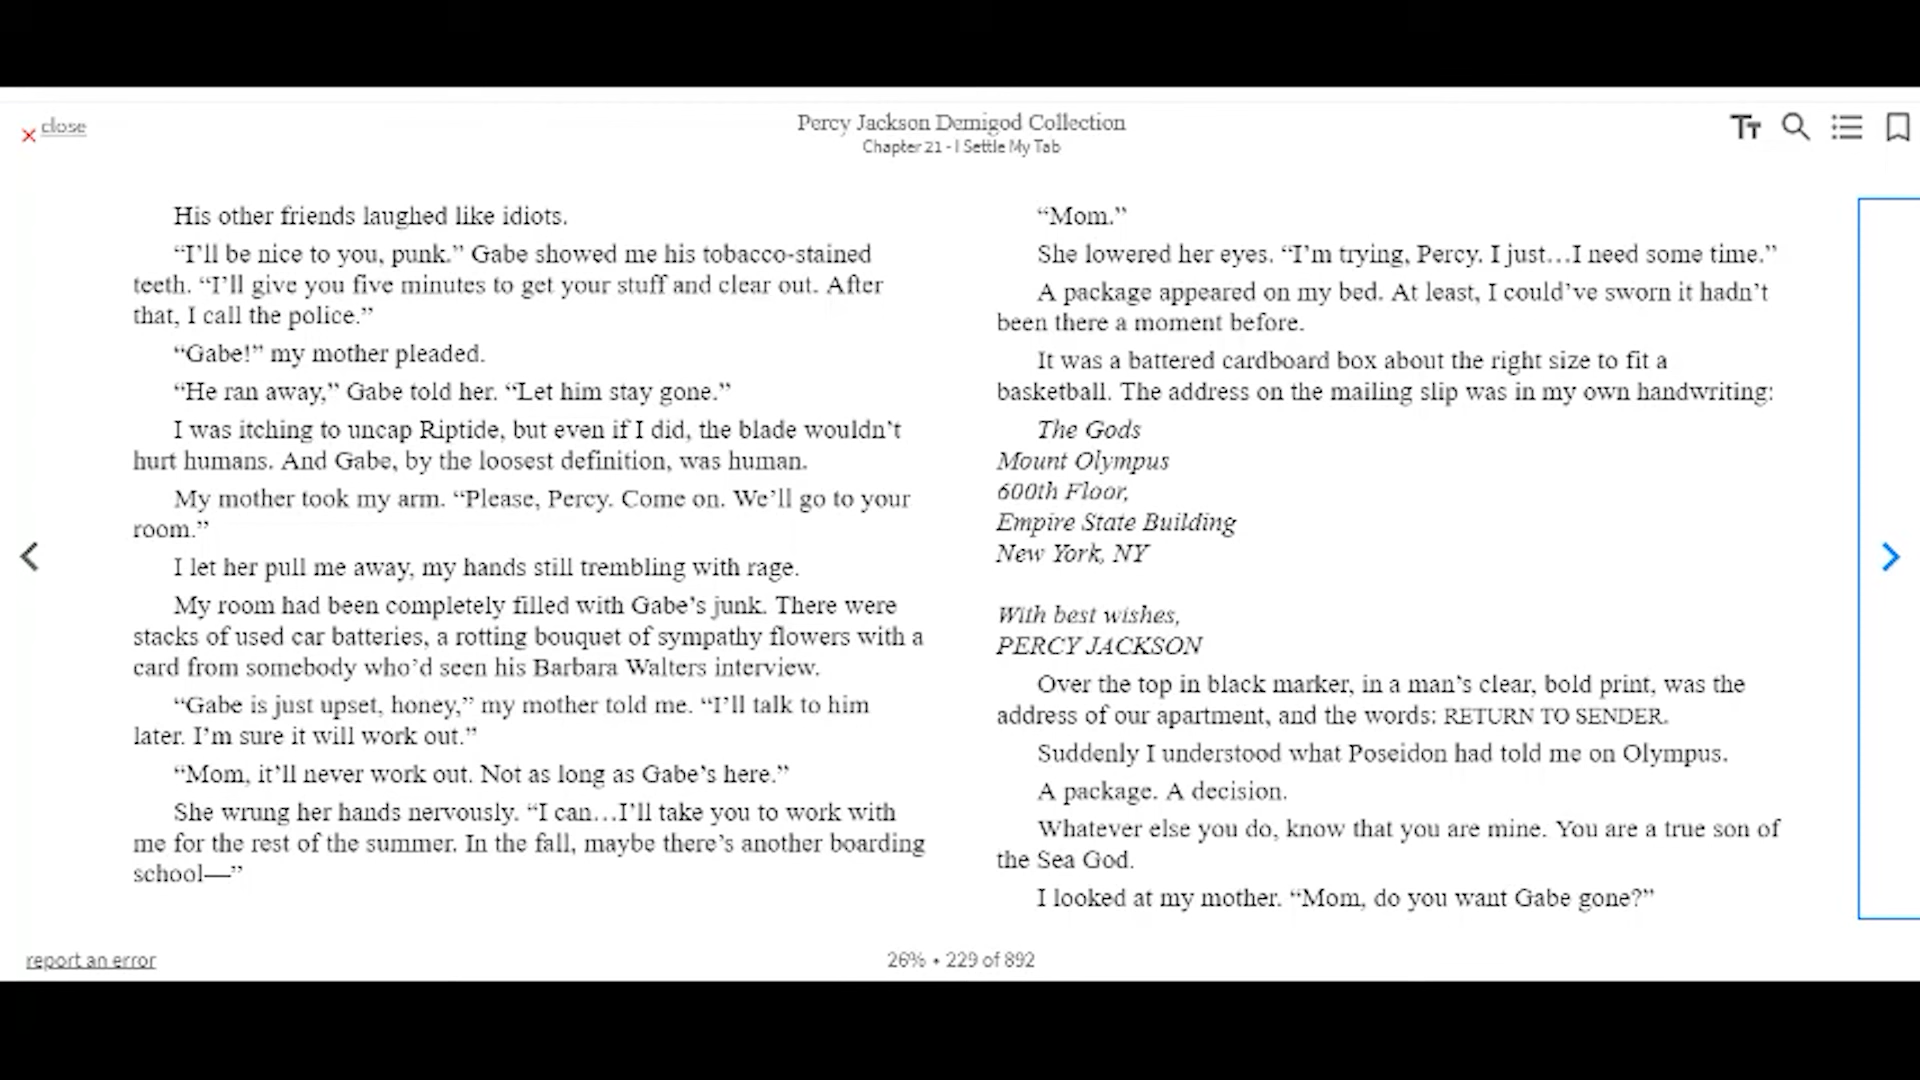 close
Percy Jackson Demigod Collection
Chapter 21 - I Settle My Tab
His other friends laughed like idiots.
“I’ll be nice to you, punk.” Gabe showed me his tobacco-stained
teeth. “I’ll give you five minutes to get your stuff and clear out. After
that, I call the police.”
“Gabe!” my mother pleaded.
“He ran away,” Gabe told her. “Let him stay gone.”
I was itching to uncap Riptide, but even if I did, the blade wouldn’t
hurt humans. And Gabe, by the loosest definition, was human.
My mother took my arm. “Please, Percy. Come on. We’ll go to your
room.”
I let her pull me away, my hands still trembling with rage.
My room had been completely filled with Gabe’s junk. There were
stacks of used car batteries, a rotting bouquet of sympathy flowers with a
card from somebody who’d seen his Barbara Walters interview.
“Gabe is just upset, honey,” my mother told me. “I’ll talk to him
later. I’m sure it will work out.”
“Mom, it’ll never work out. Not as long as Gabe’s here.”
She wrung her hands nervously. “I can…I’ll take you to work with
me for the rest of the summer. In the fall, maybe there’s another boarding
school—”
“Mom.”
She lowered her eyes. “I’m trying, Percy. I just…I need some time.”
A package appeared on my bed. At least, I could’ve sworn it hadn’t
been there a moment before.
It was a battered cardboard box about the right size to fit a
basketball. The address on the mailing slip was in my own handwriting:
The Gods
Mount Olympus
600th Floor,
Empire State Building
New York, NY
With best wishes,
PERCY JACKSON
Over the top in black marker, in a man’s clear, bold print, was the
address of our apartment, and the words: RETURN TO SENDER.
Suddenly I understood what Poseidon had told me on Olympus.
A package. A decision.
Whatever else you do, know that you are mine. You are a true son of
the Sea God.
I looked at my mother. “Mom, do you want Gabe gone?”
report an error
26% • 229 of 892